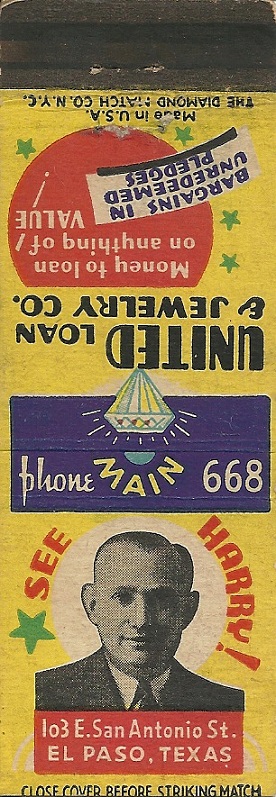 UNITED LOAN
& JEWELRY CO.
Money to loan
on anything of
VALUE!
BARGAINS IN
UNREDEEMED
PLEDGES
Made in U.S.A.
THE DIAMOND MATCH CO. N.Y.C.
phone MAIN 668
SEE HARRY!
103 E. San Antonio St.
EL PASO, TEXAS
CLOSE COVER BEFORE STRIKING MATCH